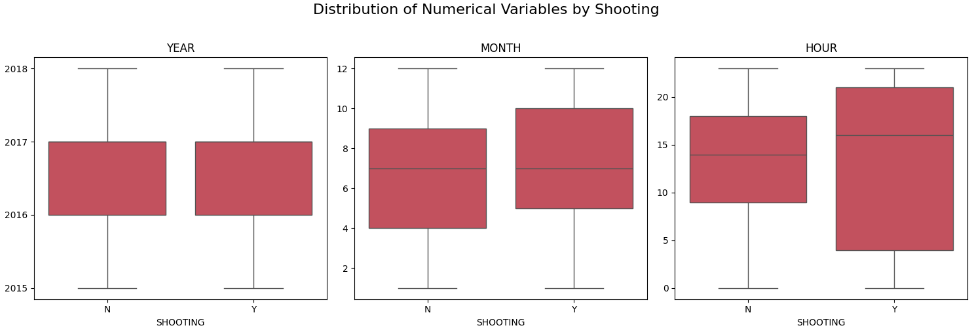 Distribution of Numerical Variables by Shooting
YEAR
2018
2017
2016
2015
N Y
SHOOTING
MONTH
12
10
8
6
4
2
N Y
SHOOTING
HOUR
20
15
10
5
0
N Y
SHOOTING